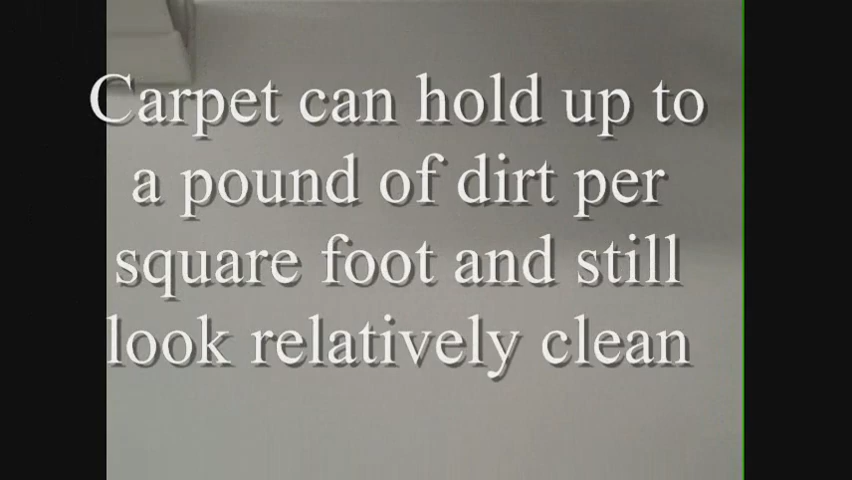 Carpet can hold up to
a pound of dirt per
square foot and still
look relatively clean